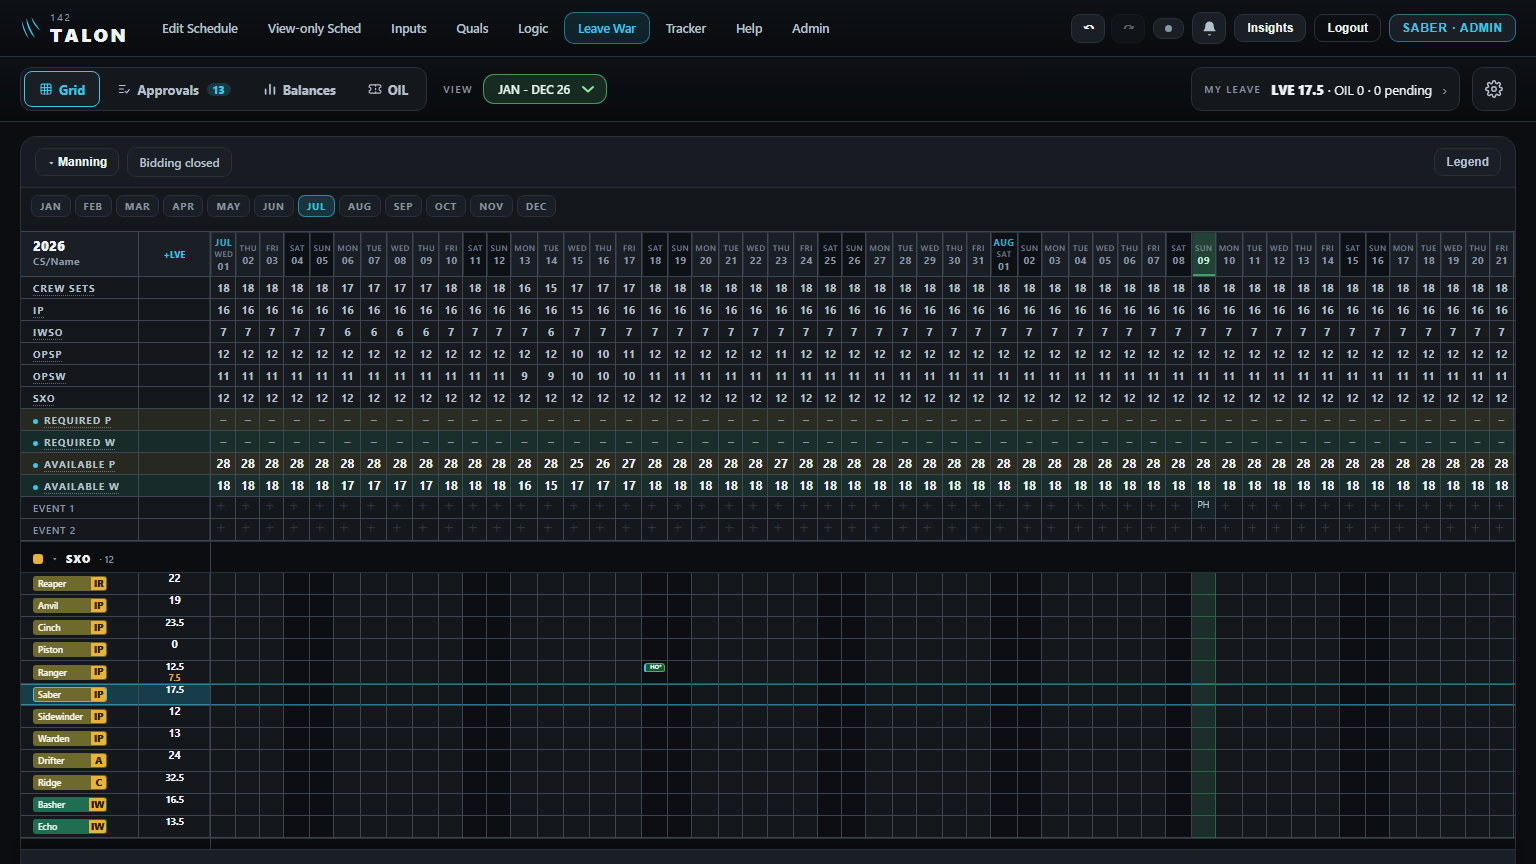 142
TALON
Edit Schedule View-only Sched Inputs Quals Logic Leave War Tracker Help Admin
Insights Logout SABER · ADMIN
Grid Approvals 13 Balances OIL VIEW JAN - DEC 26
MY LEAVE LVE 17.5 · OIL 0 · 0 pending ›
Manning Bidding closed Legend
JAN FEB MAR APR MAY JUN JUL AUG SEP OCT NOV DEC
2026
CS/Name
+LVE
JUL AUG
WED THU FRI SAT SUN MON TUE WED THU FRI SAT SUN MON TUE WED THU FRI SAT SUN MON TUE WED THU FRI SAT SUN MON TUE WED THU FRI SAT SUN MON TUE WED THU FRI SAT SUN MON TUE WED THU FRI SAT SUN MON TUE WED THU FRI
01 02 03 04 05 06 07 08 09 10 11 12 13 14 15 16 17 18 19 20 21 22 23 24 25 26 27 28 29 30 31 01 02 03 04 05 06 07 08 09 10 11 12 13 14 15 16 17 18 19 20 21
CREW SETS 18 18 18 18 18 17 17 17 17 18 18 18 16 15 17 17 17 18 18 18 18 18 18 18 18 18 18 18 18 18 18 18 18 18 18 18 18 18 18 18 18 18 18 18 18 18 18 18 18 18 18 18
IP 16 16 16 16 16 16 16 16 16 16 16 16 16 16 15 16 16 16 16 16 16 16 16 16 16 16 16 16 16 16 16 16 16 16 16 16 16 16 16 16 16 16 16 16 16 16 16 16 16 16 16 16
IWSO 7 7 7 7 7 6 6 6 6 7 7 7 7 6 7 7 7 7 7 7 7 7 7 7 7 7 7 7 7 7 7 7 7 7 7 7 7 7 7 7 7 7 7 7 7 7 7 7 7 7 7 7
OPSP 12 12 12 12 12 12 12 12 12 12 12 12 12 12 10 10 11 12 12 12 12 12 11 12 12 12 12 12 12 12 12 12 12 12 12 12 12 12 12 12 12 12 12 12 12 12 12 12 12 12 12 12
OPSW 11 11 11 11 11 11 11 11 11 11 11 11 9 9 10 10 10 11 11 11 11 11 11 11 11 11 11 11 11 11 11 11 11 11 11 11 11 11 11 11 11 11 11 11 11 11 11 11 11 11 11 11
SXO 12 12 12 12 12 12 12 12 12 12 12 12 12 12 12 12 12 12 12 12 12 12 12 12 12 12 12 12 12 12 12 12 12 12 12 12 12 12 12 12 12 12 12 12 12 12 12 12 12 12 12 12
REQUIRED P – – – – – – – – – – – – – – – – – – – – – – – – – – – – – – – – – – – – – – – – – – – – – – – – – – – –
REQUIRED W – – – – – – – – – – – – – – – – – – – – – – – – – – – – – – – – – – – – – – – – – – – – – – – – – – – –
AVAILABLE P 28 28 28 28 28 28 28 28 28 28 28 28 28 28 25 26 27 28 28 28 28 28 27 28 28 28 28 28 28 28 28 28 28 28 28 28 28 28 28 28 28 28 28 28 28 28 28 28 28 28 28 28
AVAILABLE W 18 18 18 18 18 17 17 17 17 18 18 18 16 15 17 17 17 18 18 18 18 18 18 18 18 18 18 18 18 18 18 18 18 18 18 18 18 18 18 18 18 18 18 18 18 18 18 18 18 18 18 18
EVENT 1 + + + + + + + + + + + + + + + + + + + + + + + + + + + + + + + + + + + + + + + PH + + + + + + + + + + + +
EVENT 2 + + + + + + + + + + + + + + + + + + + + + + + + + + + + + + + + + + + + + + + + + + + + + + + + + + + +
· SXO · 12
Reaper IR 22
Anvil IP 19
Cinch IP 23.5
Piston IP 0
Ranger IP 12.5 HO*
7.5
Saber IP 17.5
Sidewinder IP 12
Warden IP 13
Drifter A 24
Ridge C 32.5
Basher IW 16.5
Echo IW 13.5